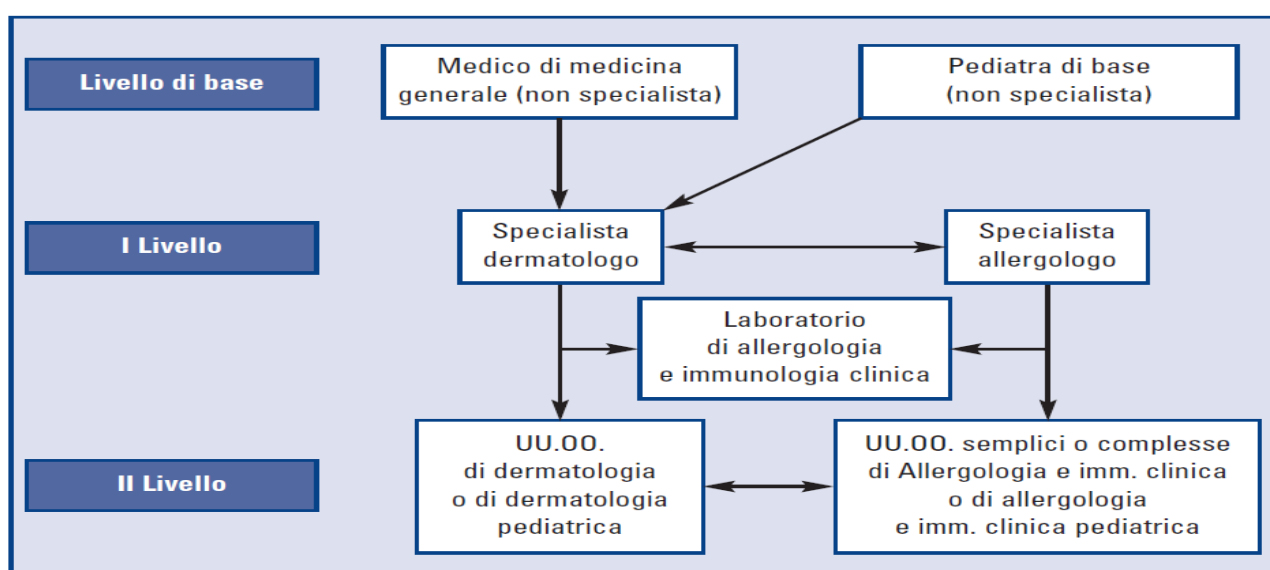 Livello di base
Medico di medicina
generale (non specialista)
Pediatra di base
(non specialista)
I Livello
Specialista
dermatologo
Specialista
allergologo
Laboratorio
di allergologia
e immunologia clinica
II Livello
UU.OO.
di dermatologia
o di dermatologia
pediatrica
UU.OO. semplici o complesse
di Allergologia e imm. clinica
o di allergologia
e imm. clinica pediatrica